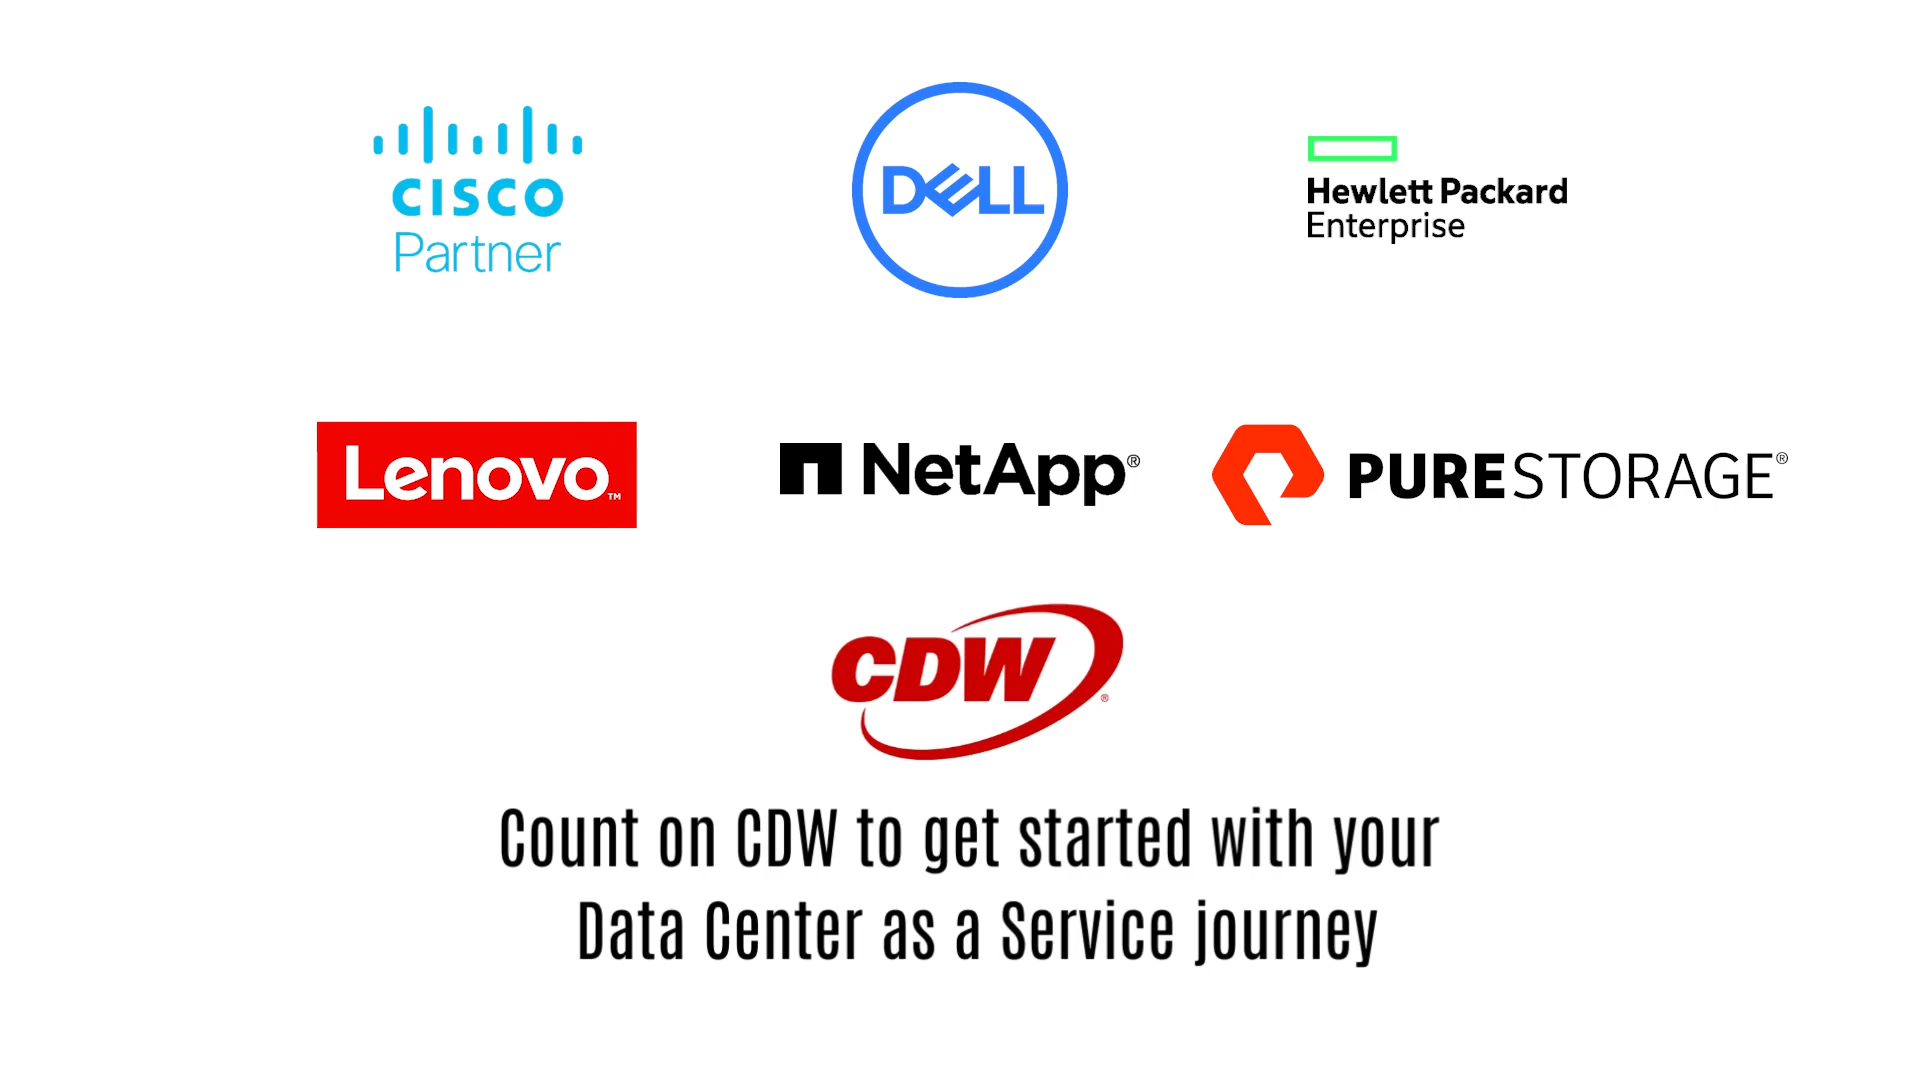 CISCO
Partner
DELL
Hewlett Packard
Enterprise
Lenovo™
NetApp®
PURESTORAGE®
CDW®
Count on CDW to get started with your
Data Center as a Service journey